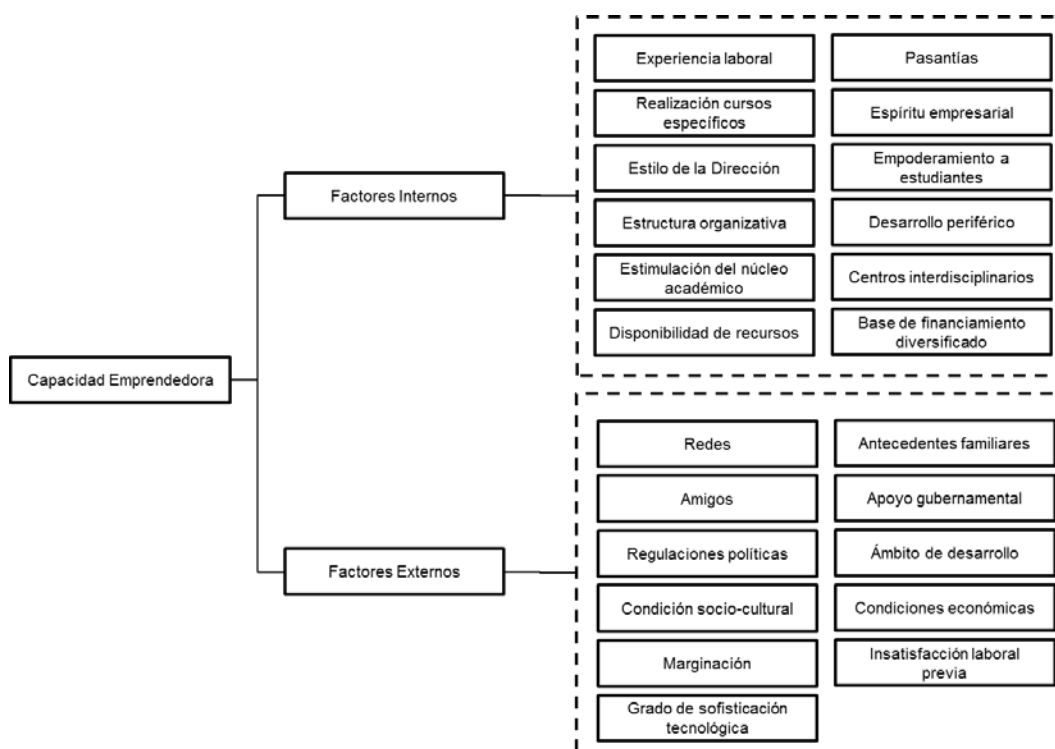 Capacidad Emprendedora
Factores Internos
Experiencia laboral
Pasantías
Realización cursos
específicos
Espíritu empresarial
Estilo de la Dirección
Empoderamiento a
estudiantes
Estructura organizativa
Desarrollo periférico
Estimulación del núcleo
académico
Centros interdisciplinarios
Disponibilidad de recursos
Base de financiamiento
diversificado
Factores Externos
Redes
Antecedentes familiares
Amigos
Apoyo gubernamental
Regulaciones políticas
Ámbito de desarrollo
Condición socio-cultural
Condiciones económicas
Marginación
Insatisfacción laboral
previa
Grado de sofisticación
tecnológica